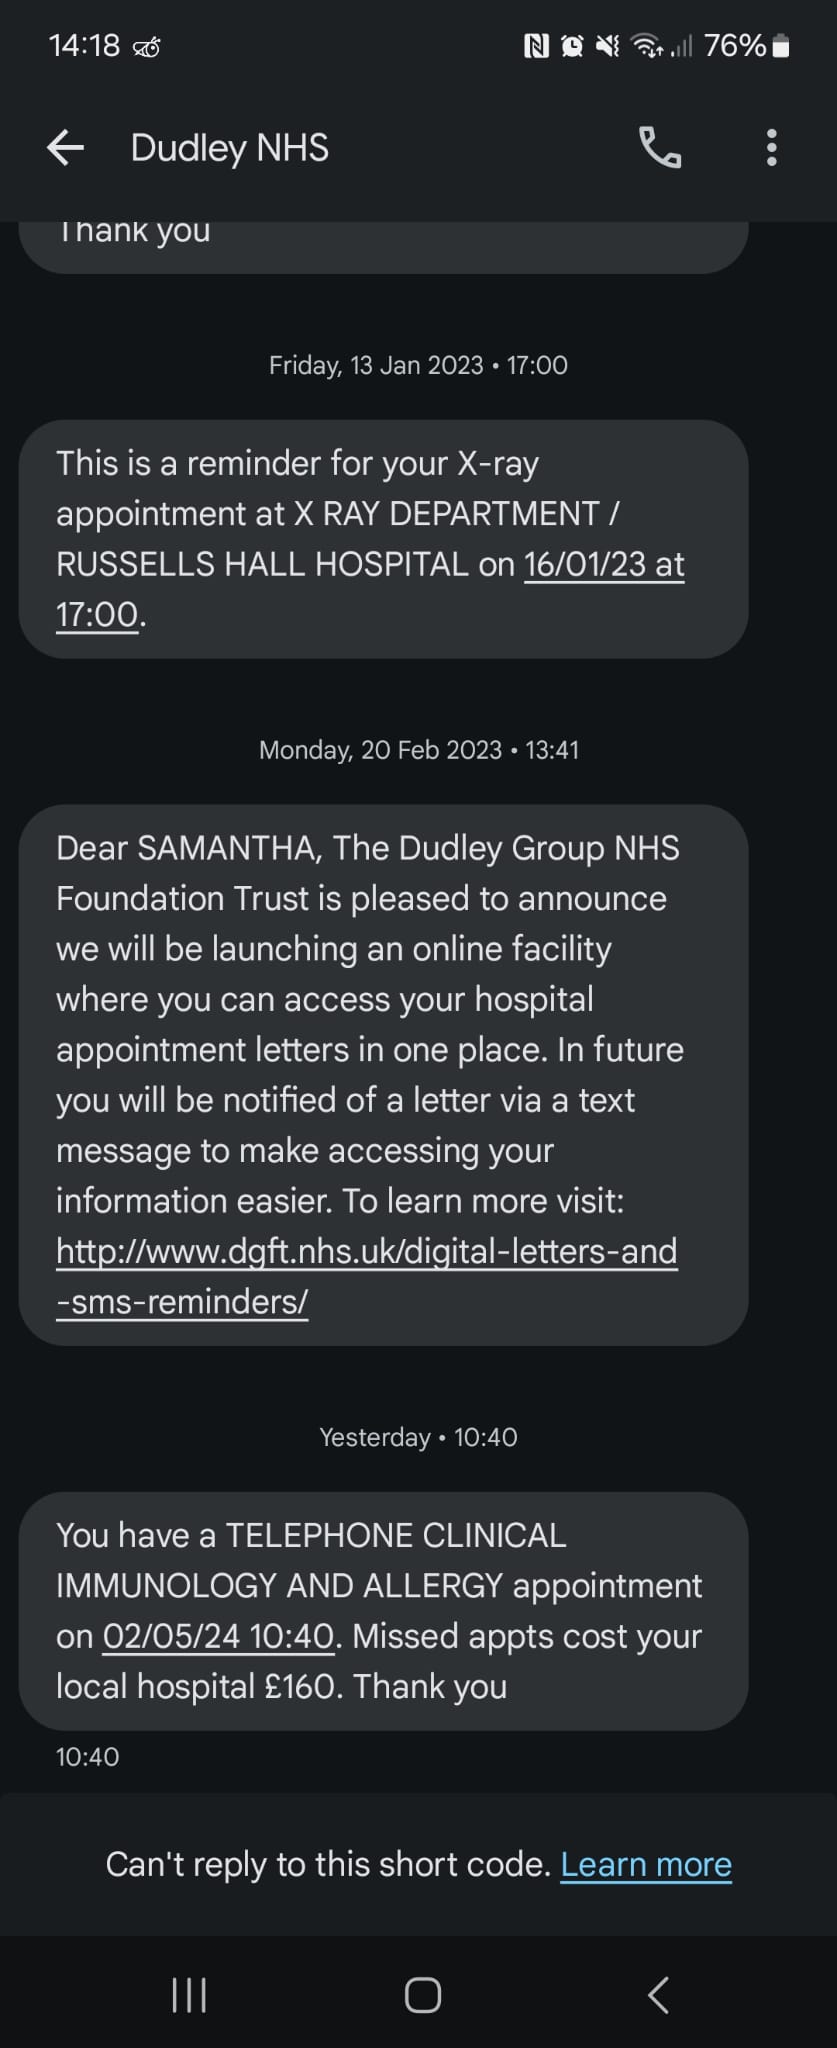 14:18
76%
Dudley NHS
Thank you
Friday, 13 Jan 2023 • 17:00
This is a reminder for your X-ray
appointment at X RAY DEPARTMENT /
RUSSELLS HALL HOSPITAL on 16/01/23 at
17:00.
Monday, 20 Feb 2023 • 13:41
Dear SAMANTHA, The Dudley Group NHS
Foundation Trust is pleased to announce
we will be launching an online facility
where you can access your hospital
appointment letters in one place. In future
you will be notified of a letter via a text
message to make accessing your
information easier. To learn more visit:
http://www.dgft.nhs.uk/digital-letters-and
-sms-reminders/
Yesterday • 10:40
You have a TELEPHONE CLINICAL
IMMUNOLOGY AND ALLERGY appointment
on 02/05/24 10:40. Missed appts cost your
local hospital £160. Thank you
10:40
Can't reply to this short code. Learn more